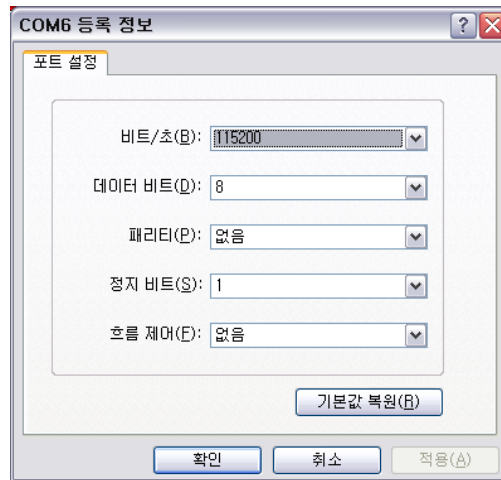 COM6 등록 정보
포트 설정
비트/초(B): 115200
데이터 비트(D): 8
패리티(P): 없음
정지 비트(S): 1
흐름 제어(F): 없음
기본값 복원(R)
확인 취소 적용(A)